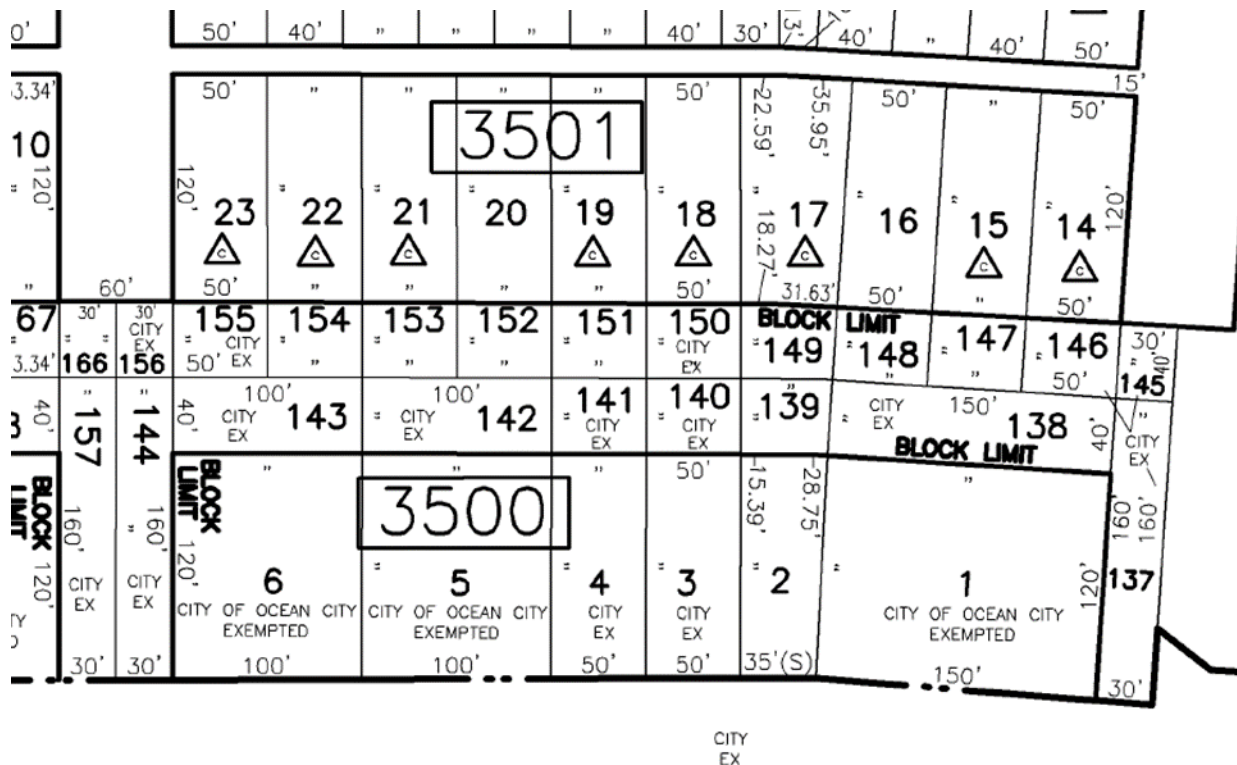 0' 50' 40' " " " " 40' 30' 13' 40' " 40' 50'
15'
3.34' 50' " " " " 50' 22.59' 35.95' 50' " 50'
3501
10
" 120' 120' " " " " " " " " " 120'
23 22 21 20 19 18 17 16 15 14
C C C C C C C C
18.27'
" 60' 50' " " " " 50' 31.63' 50' " 50'
67 30' 30' 155 154 153 152 151 150 BLOCK LIMIT
" " " CITY EX " CITY EX " " " " " CITY EX " 149 " 148 " 147 " 146 30'
3.34' 166 156 50' " " " " " " 50' 145 " 40'
100' 100' " 150'
40' " 157 " 144 40' CITY EX 143 " CITY EX 142 " 141 CITY EX " 140 CITY EX " 139 " CITY EX 138 40' "
CITY EX
BLOCK LIMIT
BLOCK LIMIT
BLOCK LIMIT
" " " 50' 15.39' 28.75' "
3500
160' " 160' 160' 160'
120' 120' 120'
6 " 5 " 4 " 3 " 2 " 1 137
CITY EX
CITY EX
CITY OF OCEAN CITY
EXEMPTED
CITY OF OCEAN CITY
EXEMPTED
CITY
EX
CITY
EX
CITY OF OCEAN CITY
EXEMPTED
30' 30' 100' 100' 50' 50' 35'(S) 150' 30'
CITY
EX